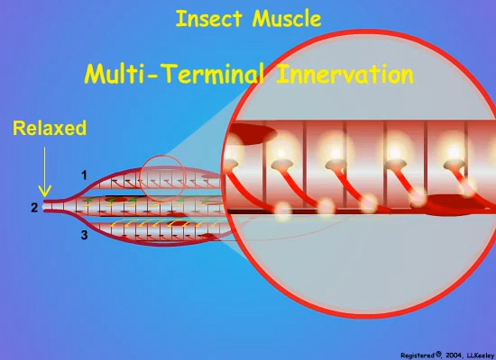 Insect Muscle
Multi-Terminal Innervation
Relaxed
1
2
3
Registered®, 2004, LLKeeley